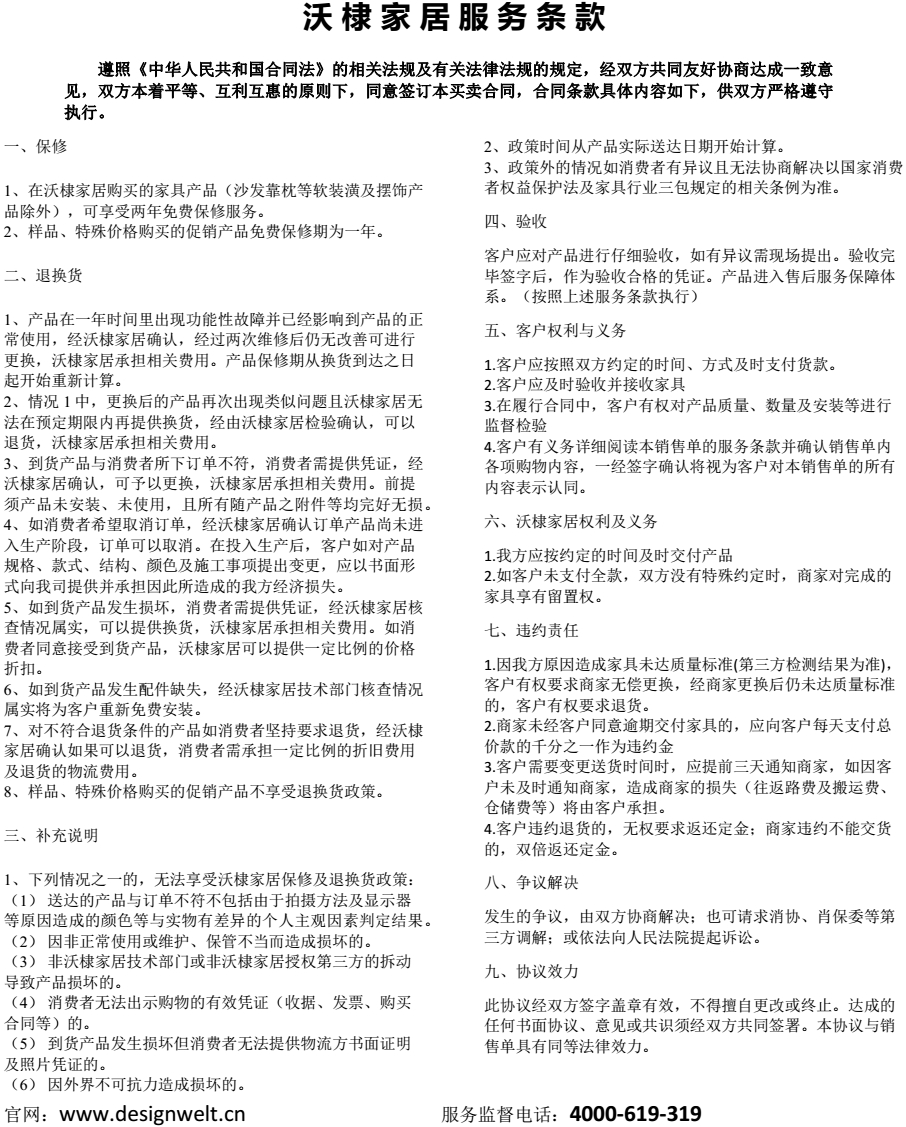 沃棣家居服务条款
遵照《中华人民共和国合同法》的相关法规及有关法律法规的规定，经双方共同友好协商达成一致意
见，双方本着平等、互利互惠的原则下，同意签订本买卖合同，合同条款具体内容如下，供双方严格遵守
执行。
一、保修
1、在沃棣家居购买的家具产品（沙发靠枕等软装潢及摆饰产
品除外），可享受两年免费保修服务。
2、样品、特殊价格购买的促销产品免费保修期为一年。
二、退换货
1、产品在一年时间里出现功能性故障并已经影响到产品的正
常使用，经沃棣家居确认，经过两次维修后仍无改善可进行
更换，沃棣家居承担相关费用。产品保修期从换货到达之日
起开始重新计算。
2、情况 1 中，更换后的产品再次出现类似问题且沃棣家居无
法在预定期限内再提供换货，经由沃棣家居检验确认，可以
退货，沃棣家居承担相关费用。
3、到货产品与消费者所下订单不符，消费者需提供凭证，经
沃棣家居确认，可予以更换，沃棣家居承担相关费用。前提
须产品未安装、未使用，且所有随产品之附件等均完好无损。
4、如消费者希望取消订单，经沃棣家居确认订单产品尚未进
入生产阶段，订单可以取消。在投入生产后，客户如对产品
规格、款式、结构、颜色及施工事项提出变更，应以书面形
式向我司提供并承担因此所造成的我方经济损失。
5、如到货产品发生损坏，消费者需提供凭证，经沃棣家居核
查情况属实，可以提供换货，沃棣家居承担相关费用。如消
费者同意接受到货产品，沃棣家居可以提供一定比例的价格
折扣。
6、如到货产品发生配件缺失，经沃棣家居技术部门核查情况
属实将为客户重新免费安装。
7、对不符合退货条件的产品如消费者坚持要求退货，经沃棣
家居确认如果可以退货，消费者需承担一定比例的折旧费用
及退货的物流费用。
8、样品、特殊价格购买的促销产品不享受退换货政策。
三、补充说明
1、下列情况之一的，无法享受沃棣家居保修及退换货政策：
（1） 送达的产品与订单不符不包括由于拍摄方法及显示器
等原因造成的颜色等与实物有差异的个人主观因素判定结果。
（2） 因非正常使用或维护、保管不当而造成损坏的。
（3） 非沃棣家居技术部门或非沃棣家居授权第三方的拆动
导致产品损坏的。
（4） 消费者无法出示购物的有效凭证（收据、发票、购买
合同等）的。
（5） 到货产品发生损坏但消费者无法提供物流方书面证明
及照片凭证的。
（6） 因外界不可抗力造成损坏的。
2、政策时间从产品实际送达日期开始计算。
3、政策外的情况如消费者有异议且无法协商解决以国家消费
者权益保护法及家具行业三包规定的相关条例为准。
四、验收
客户应对产品进行仔细验收，如有异议需现场提出。验收完
毕签字后，作为验收合格的凭证。产品进入售后服务保障体
系。（按照上述服务条款执行）
五、客户权利与义务
1.客户应按照双方约定的时间、方式及时支付货款。
2.客户应及时验收并接收家具
3.在履行合同中，客户有权对产品质量、数量及安装等进行
监督检验
4.客户有义务详细阅读本销售单的服务条款并确认销售单内
各项购物内容，一经签字确认将视为客户对本销售单的所有
内容表示认同。
六、沃棣家居权利及义务
1.我方应按约定的时间及时交付产品
2.如客户未支付全款，双方没有特殊约定时，商家对完成的
家具享有留置权。
七、违约责任
1.因我方原因造成家具未达质量标准(第三方检测结果为准)，
客户有权要求商家无偿更换，经商家更换后仍未达质量标准
的，客户有权要求退货。
2.商家未经客户同意逾期交付家具的，应向客户每天支付总
价款的千分之一作为违约金
3.客户需要变更送货时间时，应提前三天通知商家，如因客
户未及时通知商家，造成商家的损失（往返路费及搬运费、
仓储费等）将由客户承担。
4.客户违约退货的，无权要求返还定金；商家违约不能交货
的，双倍返还定金。
八、争议解决
发生的争议，由双方协商解决；也可请求消协、肖保委等第
三方调解；或依法向人民法院提起诉讼。
九、协议效力
此协议经双方签字盖章有效，不得擅自更改或终止。达成的
任何书面协议、意见或共识须经双方共同签署。本协议与销
售单具有同等法律效力。
官网：www.designwelt.cn
服务监督电话：4000-619-319